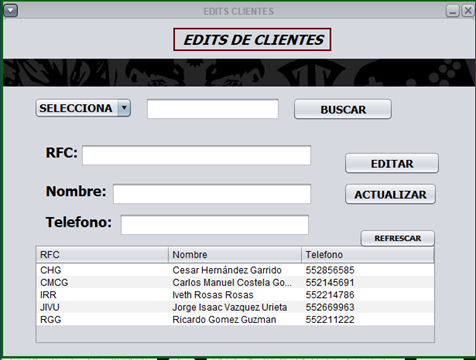 EDITS CLIENTES
EDITS DE CLIENTES
SELECCIONA BUSCAR
RFC:
EDITAR
Nombre: ACTUALIZAR
Telefono:
REFRESCAR
RFC Nombre Telefono
CHG Cesar Hernández Garrido 552856585
CMCG Carlos Manuel Costela Go... 552145691
IRR Iveth Rosas Rosas 552214786
JIVU Jorge Isaac Vazquez Urieta 552669963
RGG Ricardo Gomez Guzman 552211222